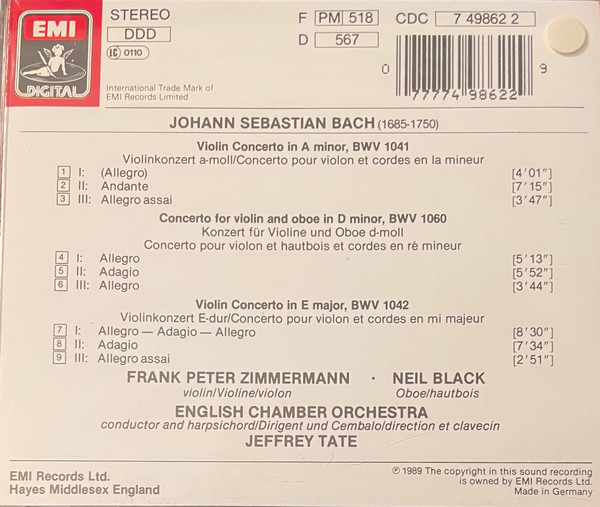 EMI
DIGITAL
STEREO
DDD
LC 0110
International Trade Mark of
EMI Records Limited
F PM 518
D 567
CDC 7 49862 2
0 77774 98622 9
JOHANN SEBASTIAN BACH (1685-1750)
Violin Concerto in A minor, BWV 1041
Violinkonzert a-moll/Concerto pour violon et cordes en la mineur
1 I: (Allegro) [4'01"]
2 II: Andante [7'15"]
3 III: Allegro assai [3'47"]
Concerto for violin and oboe in D minor, BWV 1060
Konzert für Violine und Oboe d-moll
Concerto pour violon et hautbois et cordes en ré mineur
4 I: Allegro [5'13"]
5 II: Adagio [5'52"]
6 III: Allegro [3'44"]
Violin Concerto in E major, BWV 1042
Violinkonzert E-dur/Concerto pour violon et cordes en mi majeur
7 I: Allegro — Adagio — Allegro [8'30"]
8 II: Adagio [7'34"]
9 III: Allegro assai [2'51"]
FRANK PETER ZIMMERMANN · NEIL BLACK
violin/Violine/violon Oboe/hautbois
ENGLISH CHAMBER ORCHESTRA
conductor and harpsichord/Dirigent und Cembalo/direction et clavecin
JEFFREY TATE
EMI Records Ltd.
Hayes Middlesex England
℗ 1989 The copyright in this sound recording
is owned by EMI Records Ltd.
Made in Germany